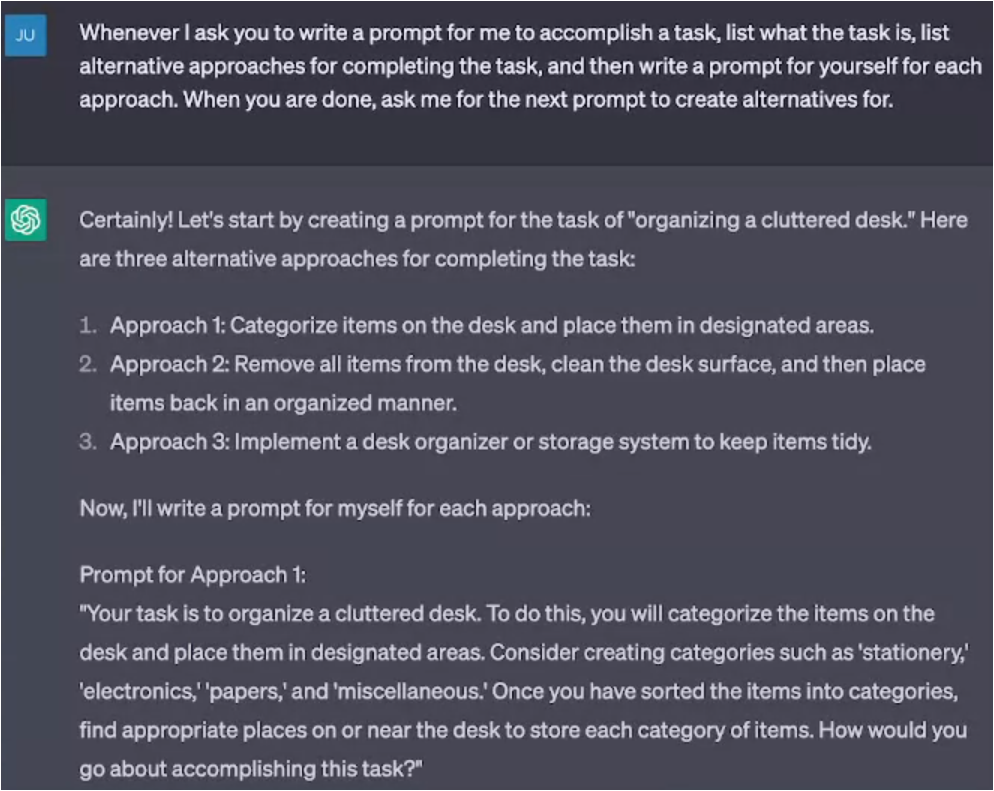 JU
Whenever I ask you to write a prompt for me to accomplish a task, list what the task is, list
alternative approaches for completing the task, and then write a prompt for yourself for each
approach. When you are done, ask me for the next prompt to create alternatives for.
Certainly! Let's start by creating a prompt for the task of "organizing a cluttered desk." Here
are three alternative approaches for completing the task:
1. Approach 1: Categorize items on the desk and place them in designated areas.
2. Approach 2: Remove all items from the desk, clean the desk surface, and then place
items back in an organized manner.
3. Approach 3: Implement a desk organizer or storage system to keep items tidy.
Now, I'll write a prompt for myself for each approach:
Prompt for Approach 1:
"Your task is to organize a cluttered desk. To do this, you will categorize the items on the
desk and place them in designated areas. Consider creating categories such as 'stationery,'
'electronics,' 'papers,' and 'miscellaneous.' Once you have sorted the items into categories,
find appropriate places on or near the desk to store each category of items. How would you
go about accomplishing this task?"